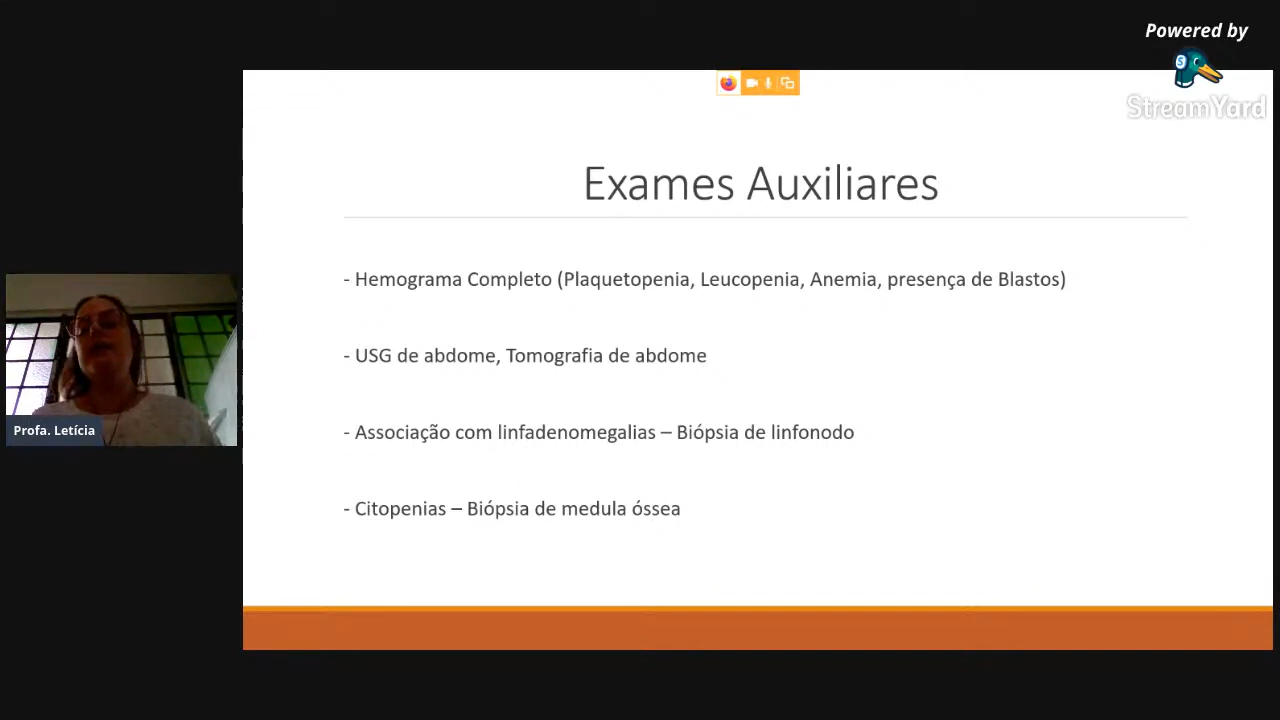 Powered by
StreamYard
Exames Auxiliares
- Hemograma Completo (Plaquetopenia, Leucopenia, Anemia, presença de Blastos)
- USG de abdome, Tomografia de abdome
- Associação com linfadenomegalias – Biópsia de linfonodo
- Citopenias – Biópsia de medula óssea
Profa. Letícia